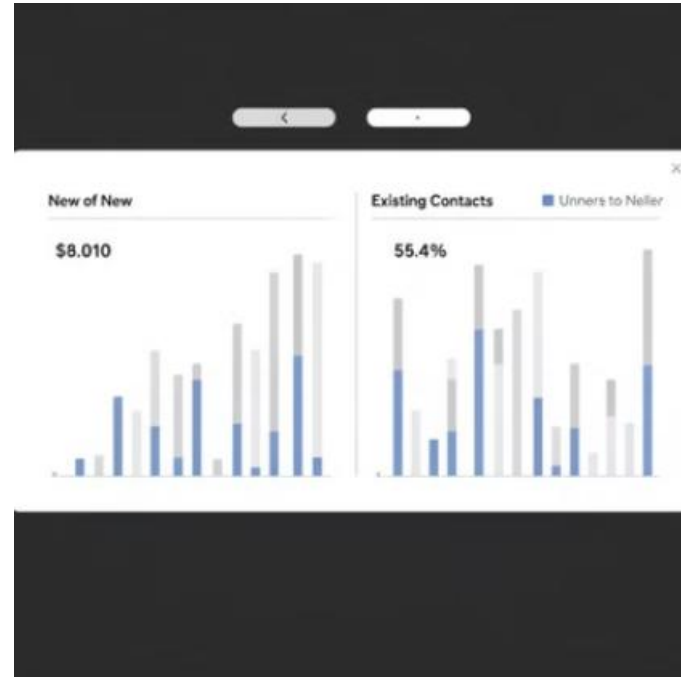 New of New
$8.010
Existing Contacts
Unners to Neller
55.4%